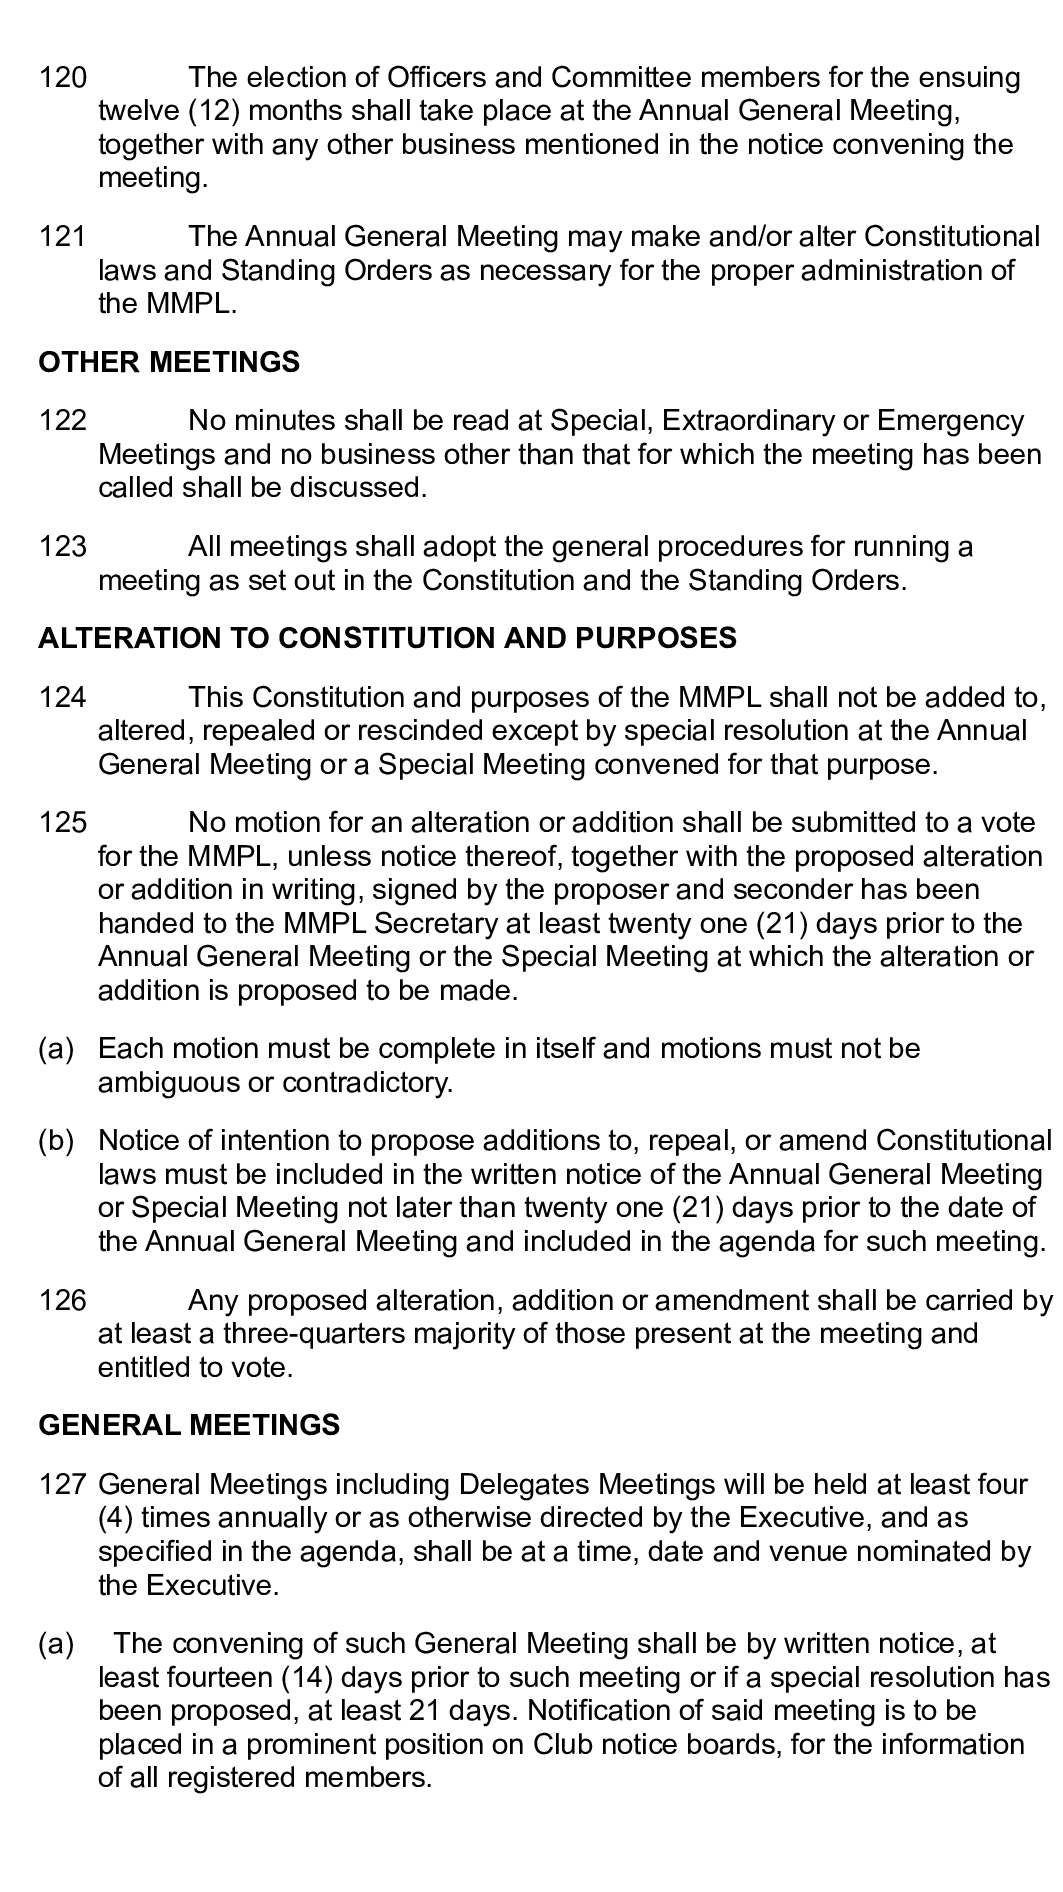 120 The election of Officers and Committee members for the ensuing
twelve (12) months shall take place at the Annual General Meeting,
together with any other business mentioned in the notice convening the
meeting.
121 The Annual General Meeting may make and/or alter Constitutional
laws and Standing Orders as necessary for the proper administration of
the MMPL.
OTHER MEETINGS
122 No minutes shall be read at Special, Extraordinary or Emergency
Meetings and no business other than that for which the meeting has been
called shall be discussed.
123 All meetings shall adopt the general procedures for running a
meeting as set out in the Constitution and the Standing Orders.
ALTERATION TO CONSTITUTION AND PURPOSES
124 This Constitution and purposes of the MMPL shall not be added to,
altered, repealed or rescinded except by special resolution at the Annual
General Meeting or a Special Meeting convened for that purpose.
125 No motion for an alteration or addition shall be submitted to a vote
for the MMPL, unless notice thereof, together with the proposed alteration
or addition in writing, signed by the proposer and seconder has been
handed to the MMPL Secretary at least twenty one (21) days prior to the
Annual General Meeting or the Special Meeting at which the alteration or
addition is proposed to be made.
(a) Each motion must be complete in itself and motions must not be
ambiguous or contradictory.
(b) Notice of intention to propose additions to, repeal, or amend Constitutional
laws must be included in the written notice of the Annual General Meeting
or Special Meeting not later than twenty one (21) days prior to the date of
the Annual General Meeting and included in the agenda for such meeting.
126 Any proposed alteration, addition or amendment shall be carried by
at least a three-quarters majority of those present at the meeting and
entitled to vote.
GENERAL MEETINGS
127 General Meetings including Delegates Meetings will be held at least four
(4) times annually or as otherwise directed by the Executive, and as
specified in the agenda, shall be at a time, date and venue nominated by
the Executive.
(a) The convening of such General Meeting shall be by written notice, at
least fourteen (14) days prior to such meeting or if a special resolution has
been proposed, at least 21 days. Notification of said meeting is to be
placed in a prominent position on Club notice boards, for the information
of all registered members.